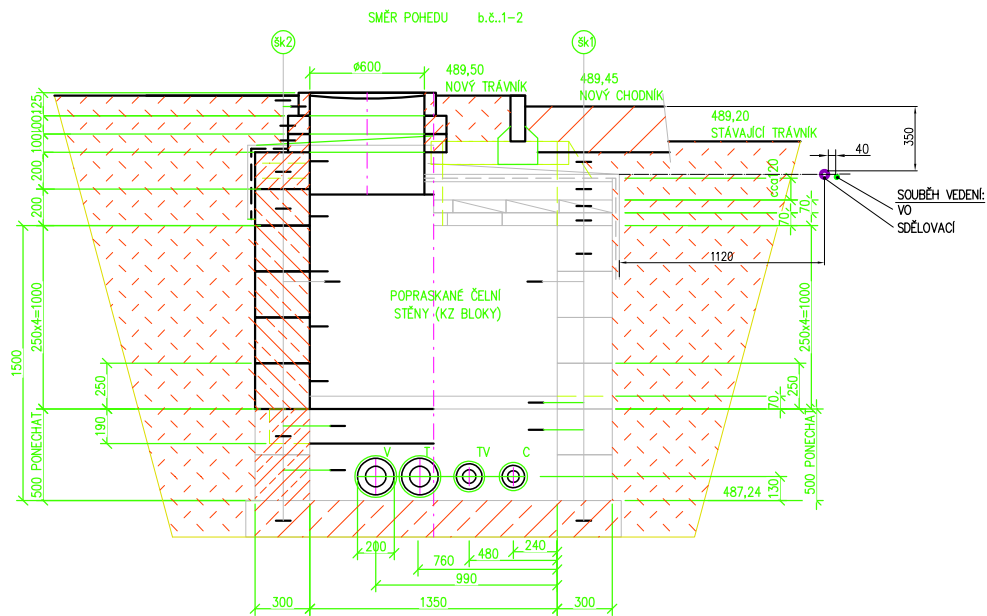 SMĚR POHEDU b.č..1-2
šk2
šk1
ø600
489,50
NOVÝ TRÁVNÍK
489,45
NOVÝ CHODNÍK
489,20
STÁVAJÍCÍ TRÁVNÍK
350
40
SOUBĚH VEDENÍ:
VO
SDĚLOVACÍ
1120
125
100
100
200
200
120
70
70
POPRASKANÉ ČELNÍ
STĚNY (KZ BLOKY)
1500
250x4=1000
250
190
500 PONECHAT
250x4=1000
250
70
500 PONECHAT
130
487,24
V
T
TV
C
200
240
480
760
990
300
1350
300